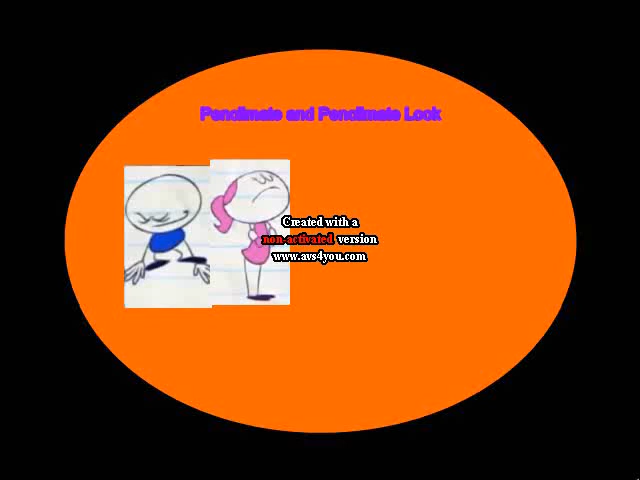 Pencilmate and Pencilmate Look
Created with a
non-activated version
www.avs4you.com